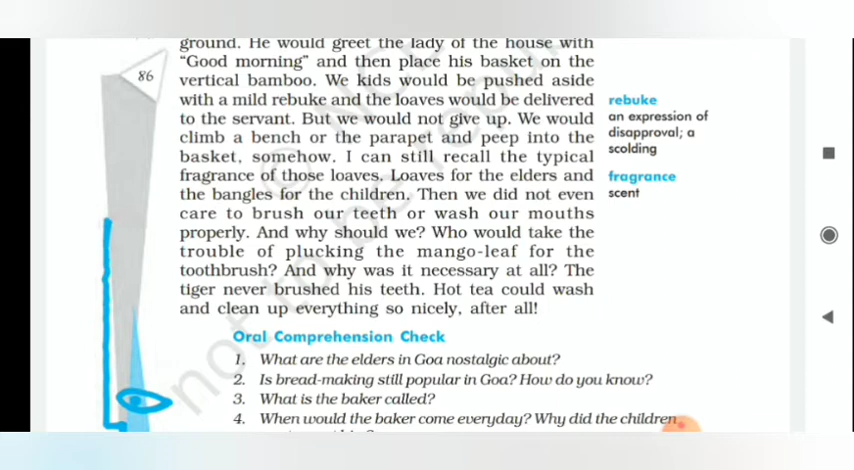 86
ground. He would greet the lady of the house with
“Good morning” and then place his basket on the
vertical bamboo. We kids would be pushed aside
with a mild rebuke and the loaves would be delivered
to the servant. But we would not give up. We would
climb a bench or the parapet and peep into the
basket, somehow. I can still recall the typical
fragrance of those loaves. Loaves for the elders and
the bangles for the children. Then we did not even
care to brush our teeth or wash our mouths
properly. And why should we? Who would take the
trouble of plucking the mango-leaf for the
toothbrush? And why was it necessary at all? The
tiger never brushed his teeth. Hot tea could wash
and clean up everything so nicely, after all!
rebuke
an expression of
disapproval; a
scolding
fragrance
scent
Oral Comprehension Check
1. What are the elders in Goa nostalgic about?
2. Is bread-making still popular in Goa? How do you know?
3. What is the baker called?
4. When would the baker come everyday? Why did the children
not to be